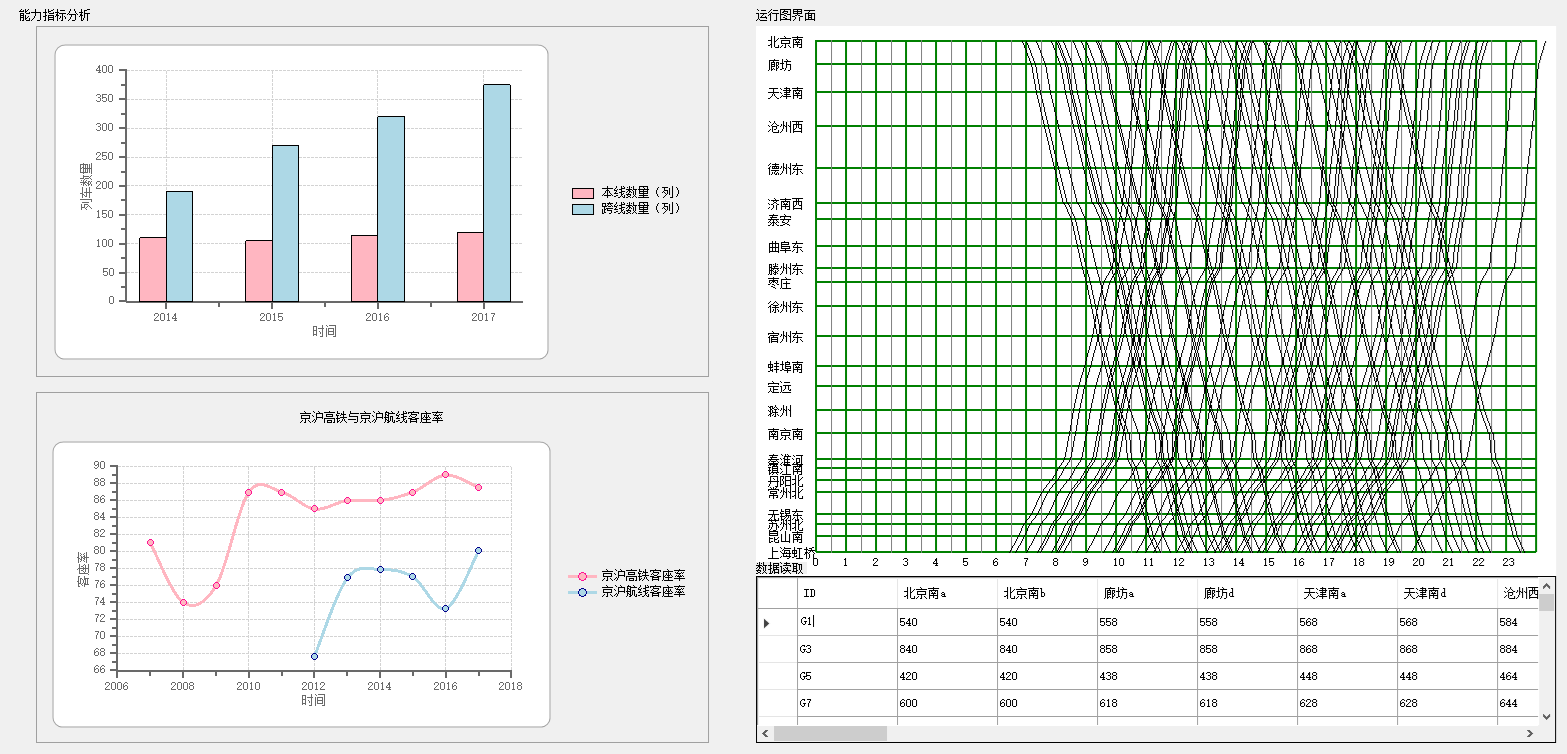 能力指标分析
400
350
300
250
200
150
100
50
0
列车数量
2014 2015 2016 2017
时间
本线数量（列）
跨线数量（列）
京沪高铁与京沪航线客座率
90
88
86
84
82
80
78
76
74
72
70
68
66
客座率
2006 2008 2010 2012 2014 2016 2018
时间
京沪高铁客座率
京沪航线客座率
运行图界面
北京南
廊坊
天津南
沧州西
德州东
济南西
泰安
曲阜东
滕州东
枣庄
徐州东
宿州东
蚌埠南
定远
滁州
南京南
秦淮河
镇江南
丹阳北
常州北
无锡东
苏州北
昆山南
上海虹桥
0 1 2 3 4 5 6 7 8 9 10 11 12 13 14 15 16 17 18 19 20 21 22 23
数据读取
ID 北京南a 北京南b 廊坊a 廊坊d 天津南a 天津南d 沧州西
G1 540 540 558 558 568 568 584
G3 840 840 858 858 868 868 884
G5 420 420 438 438 448 448 464
G7 600 600 618 618 628 628 644